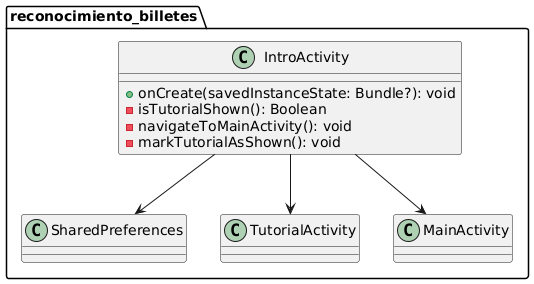 reconocimiento_billetes
C IntroActivity
onCreate(savedInstanceState: Bundle?): void
isTutorialShown(): Boolean
navigateToMainActivity(): void
markTutorialAsShown(): void
C SharedPreferences
C TutorialActivity
C MainActivity